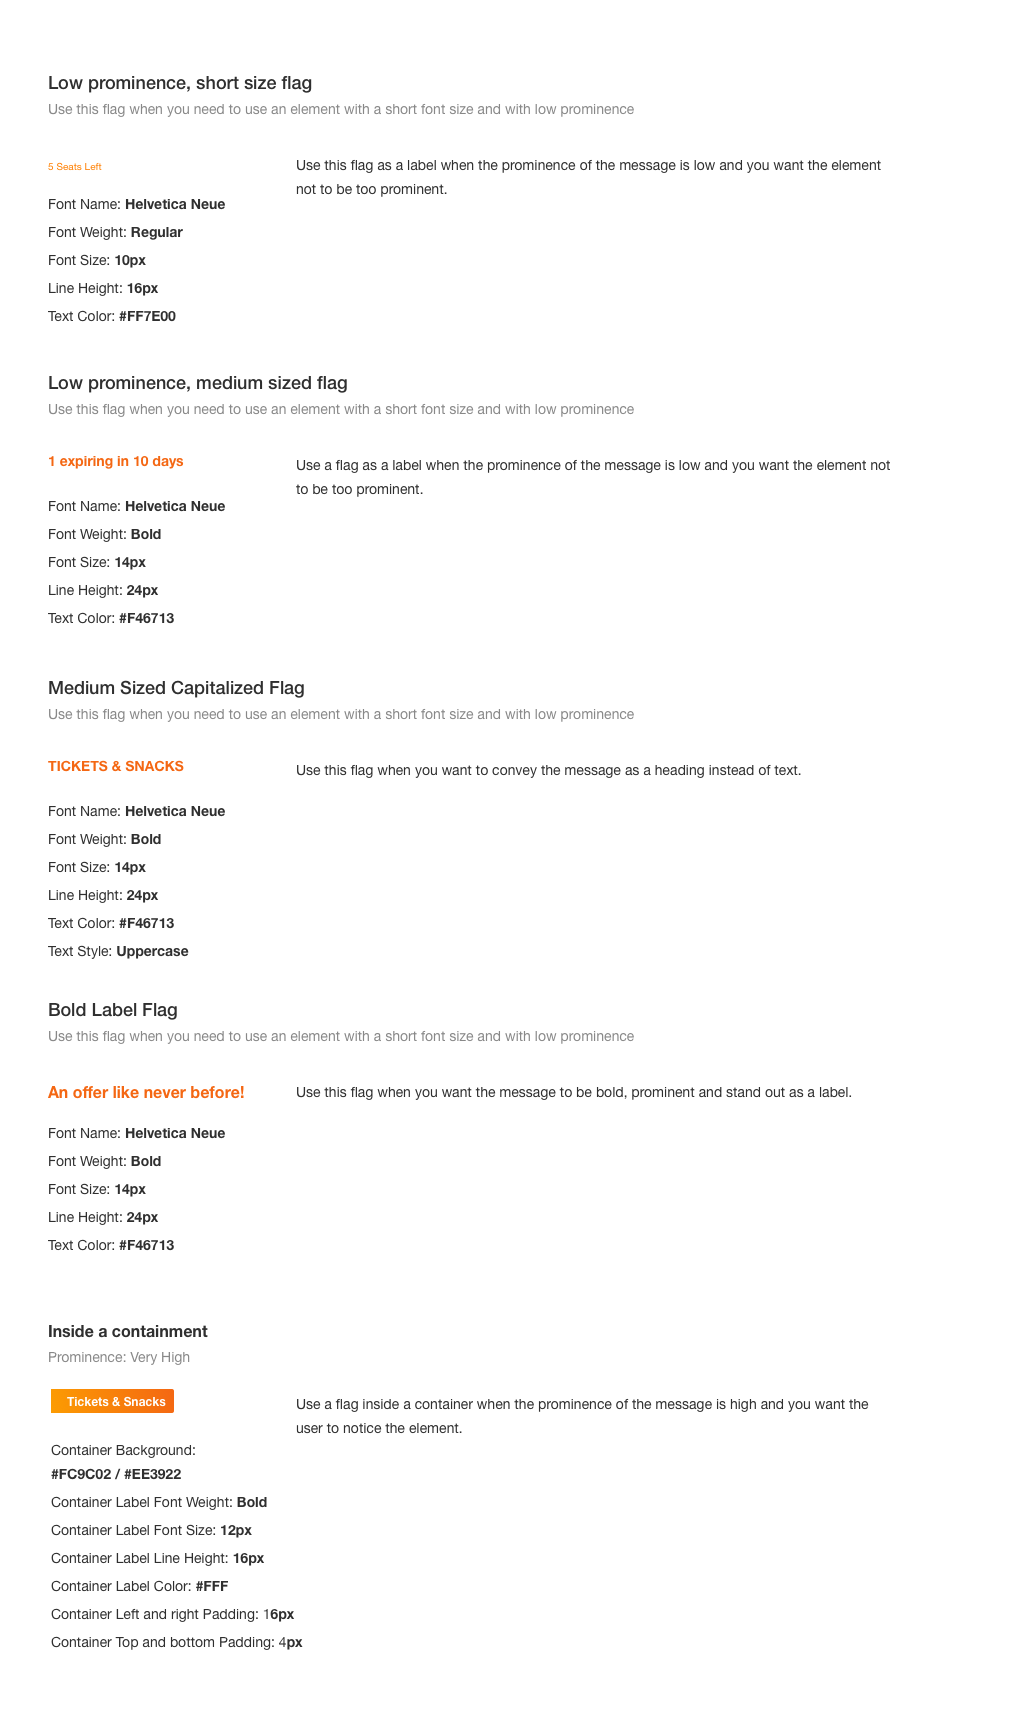 Low prominence, short size flag
Use this flag when you need to use an element with a short font size and with low prominence
5 Seats Left
Use this flag as a label when the prominence of the message is low and you want the element
not to be too prominent.
Font Name: Helvetica Neue
Font Weight: Regular
Font Size: 10px
Line Height: 16px
Text Color: #FF7E00
Low prominence, medium sized flag
Use this flag when you need to use an element with a short font size and with low prominence
1 expiring in 10 days
Use a flag as a label when the prominence of the message is low and you want the element not
to be too prominent.
Font Name: Helvetica Neue
Font Weight: Bold
Font Size: 14px
Line Height: 24px
Text Color: #F46713
Medium Sized Capitalized Flag
Use this flag when you need to use an element with a short font size and with low prominence
TICKETS & SNACKS
Use this flag when you want to convey the message as a heading instead of text.
Font Name: Helvetica Neue
Font Weight: Bold
Font Size: 14px
Line Height: 24px
Text Color: #F46713
Text Style: Uppercase
Bold Label Flag
Use this flag when you need to use an element with a short font size and with low prominence
An offer like never before!
Use this flag when you want the message to be bold, prominent and stand out as a label.
Font Name: Helvetica Neue
Font Weight: Bold
Font Size: 14px
Line Height: 24px
Text Color: #F46713
Inside a containment
Prominence: Very High
Tickets & Snacks
Use a flag inside a container when the prominence of the message is high and you want the
user to notice the element.
Container Background:
#FC9C02 / #EE3922
Container Label Font Weight: Bold
Container Label Font Size: 12px
Container Label Line Height: 16px
Container Label Color: #FFF
Container Left and right Padding: 16px
Container Top and bottom Padding: 4px